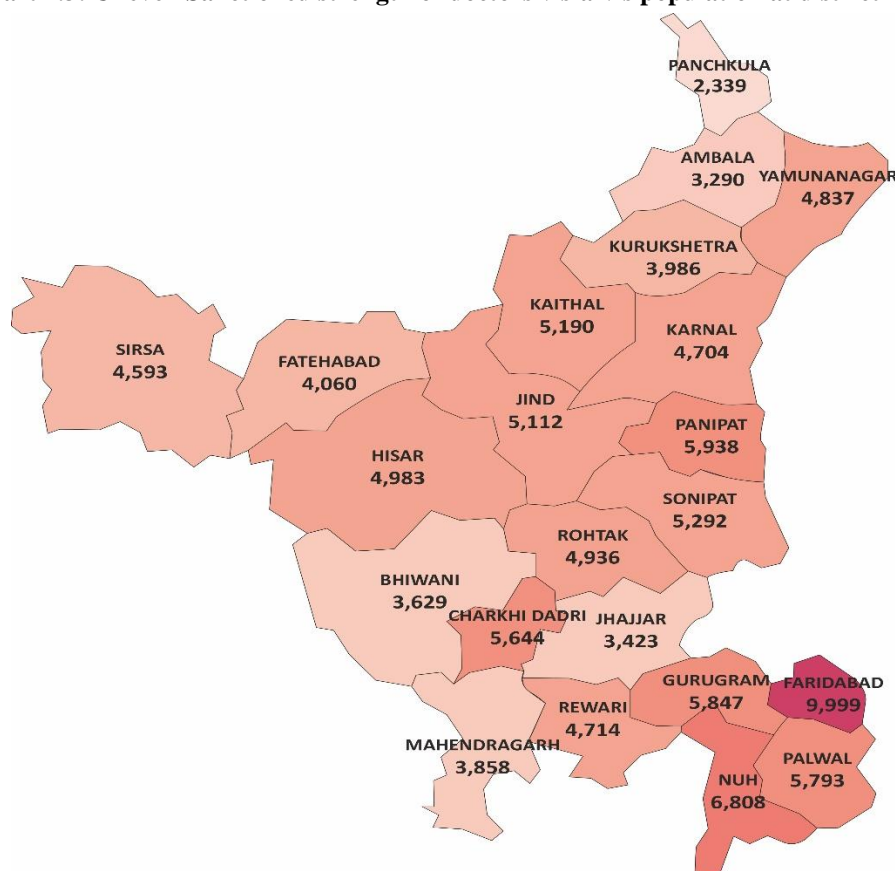 PANCHKULA
2,339
AMBALA
3,290
YAMUNANAGAR
4,837
KURUKSHETRA
3,986
KAITHAL
5,190
KARNAL
4,704
SIRSA
4,593
FATEHABAD
4,060
JIND
5,112
PANIPAT
5,938
HISAR
4,983
SONIPAT
5,292
ROHTAK
4,936
BHIWANI
3,629
CHARKHI DADRI
5,644
JHAJJAR
3,423
GURUGRAM
5,847
FARIDABAD
9,999
REWARI
4,714
MAHENDRAGARH
3,858
PALWAL
5,793
NUH
6,808